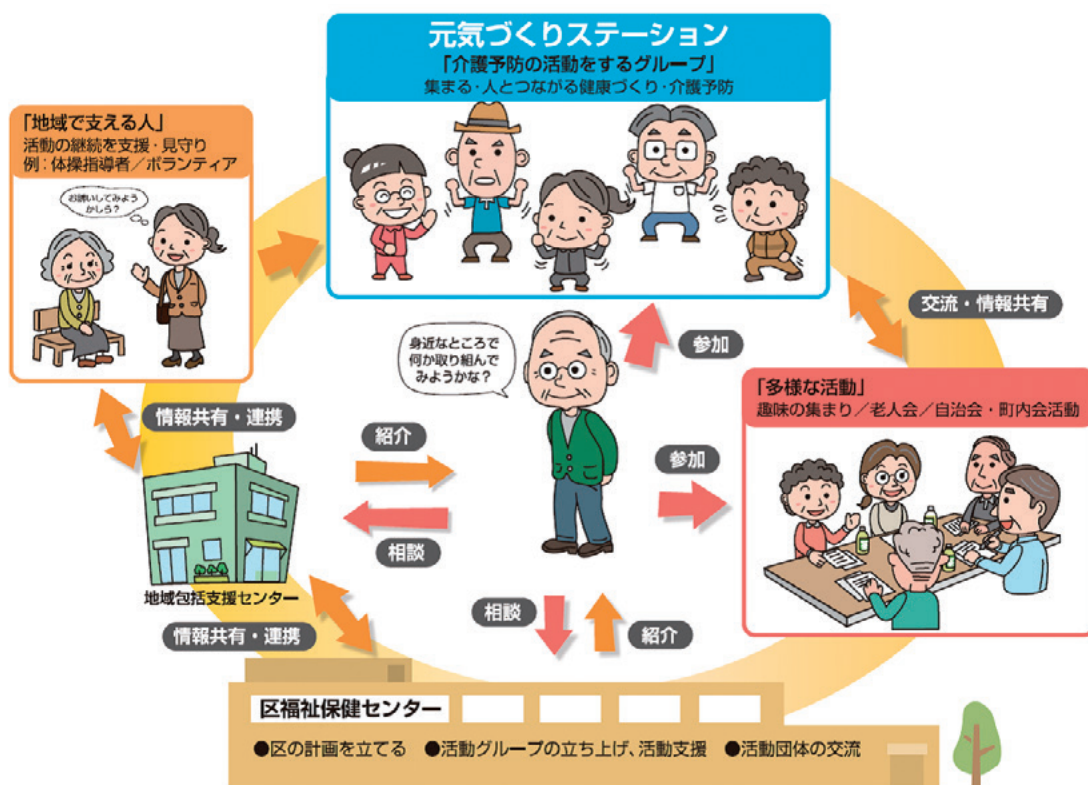 元気づくりステーション
「介護予防の活動をするグループ」
集まる・人とつながる健康づくり・介護予防
「地域で支える人」
活動の継続を支援・見守り
例：体操指導者／ボランティア
お誘いしてみよう
かしら？
交流・情報共有
参加
身近なところで
何か取り組んで
みようかな？
「多様な活動」
趣味の集まり／老人会／自治会・町内会活動
情報共有・連携
紹介
参加
相談
地域包括支援センター
情報共有・連携
相談
紹介
区福祉保健センター
●区の計画を立てる ●活動グループの立ち上げ、活動支援 ●活動団体の交流